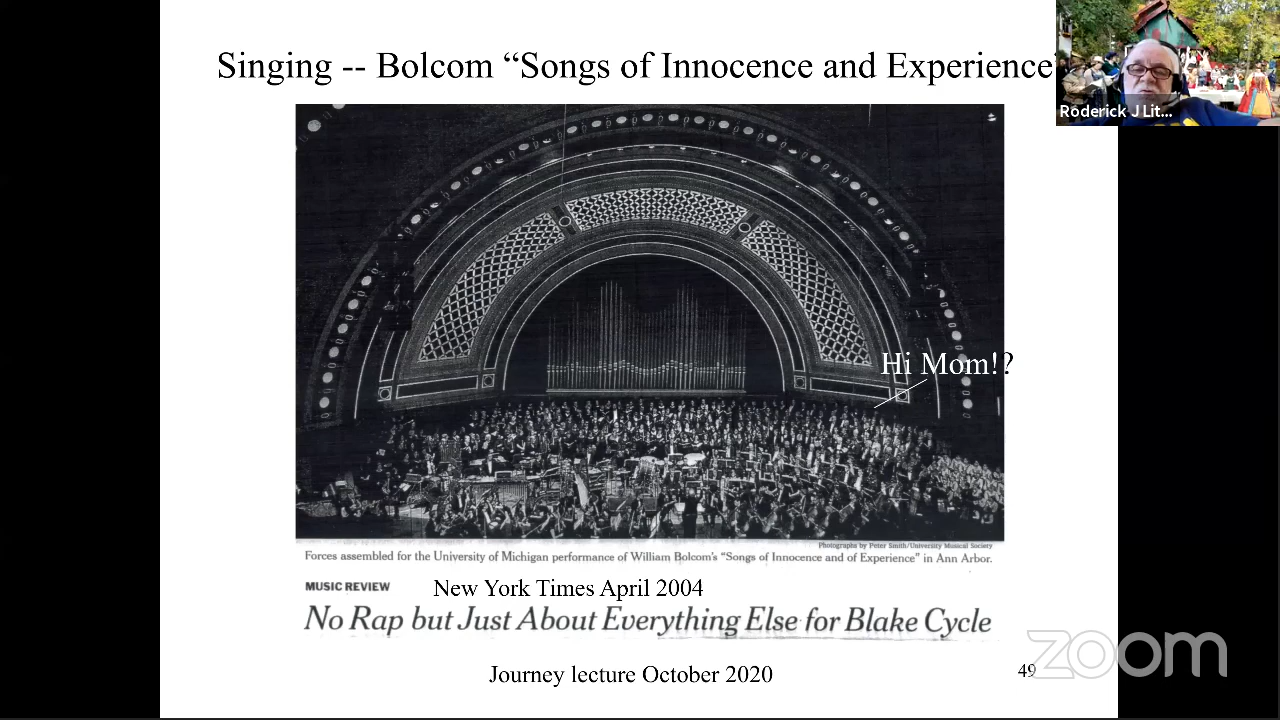 Singing -- Bolcom “Songs of Innocence and Experience
Roderick J Lit...
Hi Mom!?
Photographs by Peter Smith/University Musical Society
Forces assembled for the University of Michigan performance of William Bolcom's “Songs of Innocence and of Experience” in Ann Arbor.
MUSIC REVIEW New York Times April 2004
No Rap but Just About Everything Else for Blake Cycle
Journey lecture October 2020
49
zoom